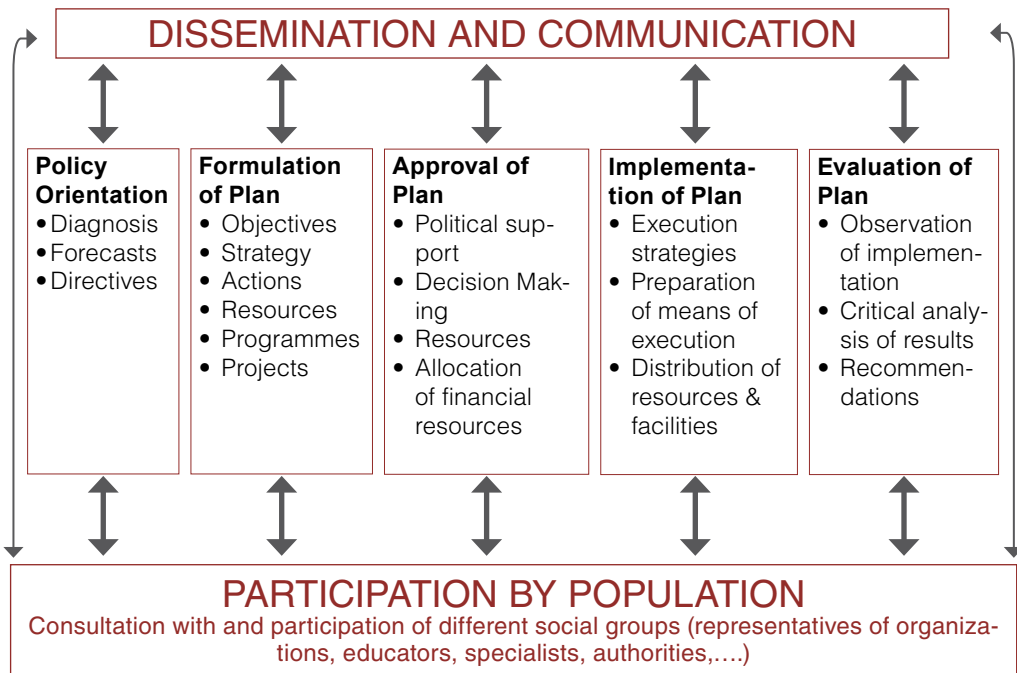 DISSEMINATION AND COMMUNICATION
Policy
Orientation
•Diagnosis
•Forecasts
•Directives
Formulation
of Plan
• Objectives
• Strategy
• Actions
• Resources
• Programmes
• Projects
Approval of
Plan
• Political sup-
port
• Decision Mak-
ing
• Resources
• Allocation
of financial
resources
Implementa-
tion of Plan
• Execution
strategies
• Preparation
of means of
execution
• Distribution of
resources &
facilities
Evaluation of
Plan
• Observation
of implemen-
tation
• Critical analy-
sis of results
• Recommen-
dations
PARTICIPATION BY POPULATION
Consultation with and participation of different social groups (representatives of organiza-
tions, educators, specialists, authorities,....)